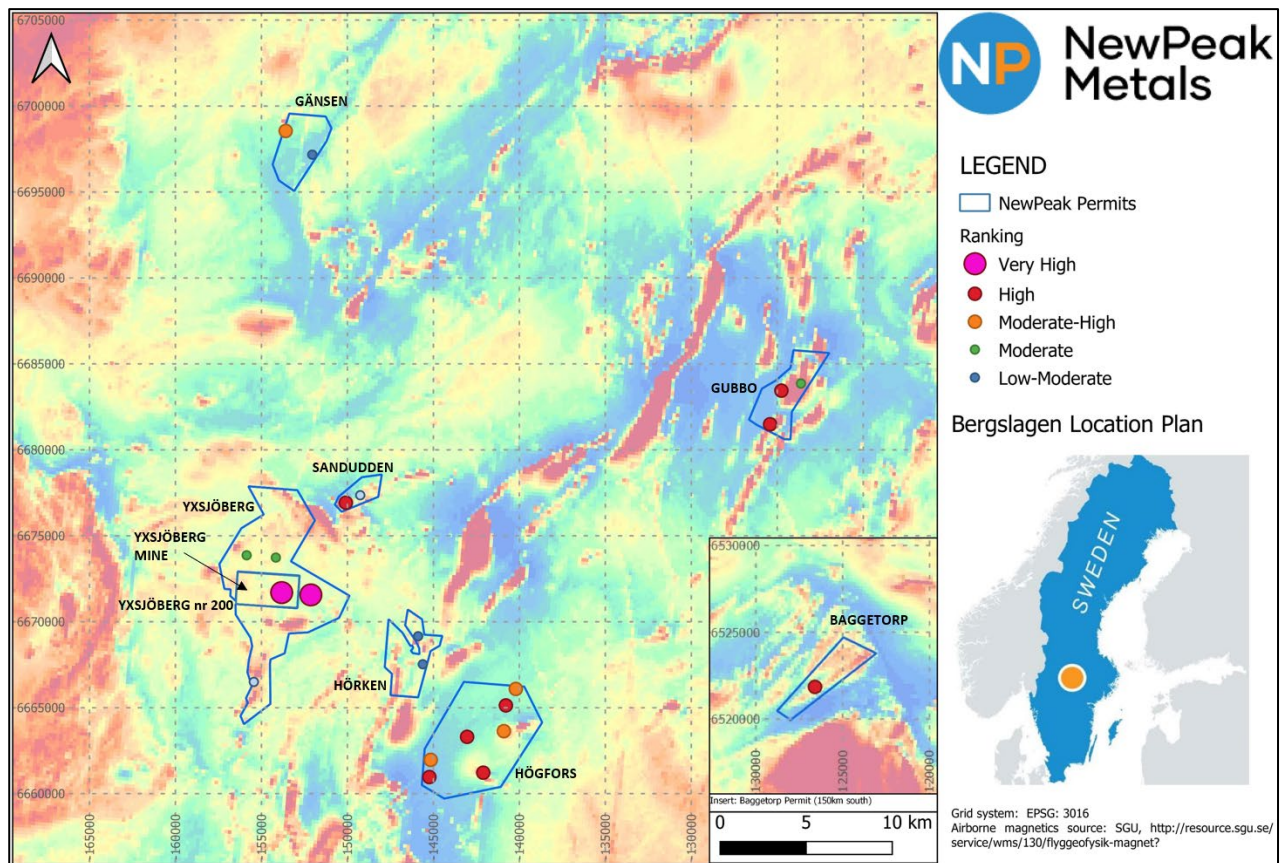 6705000
6700000
6695000
6690000
6685000
6680000
6675000
6670000
6665000
6660000
GÄNSEN
GUBBO
SANDUDDEN
YXSJÖBERG
YXSJÖBERG
MINE
YXSJÖBERG nr 200
HÖRKEN
HÖGFORS
-165000
-160000
-155000
-150000
-145000
-140000
-130000
6530000
6525000
6520000
BAGGETORP
-130000
-125000
-120000
Insert: Baggetorp Permit (150km south)
0 5 10 km
NP
NewPeak
Metals
LEGEND
NewPeak Permits
Ranking
Very High
High
Moderate-High
Moderate
Low-Moderate
Bergslagen Location Plan
SWEDEN
Grid system: EPSG: 3016
Airborne magnetics source: SGU, http://resource.sgu.se/
service/wms/130/flyggeofysik-magnet?